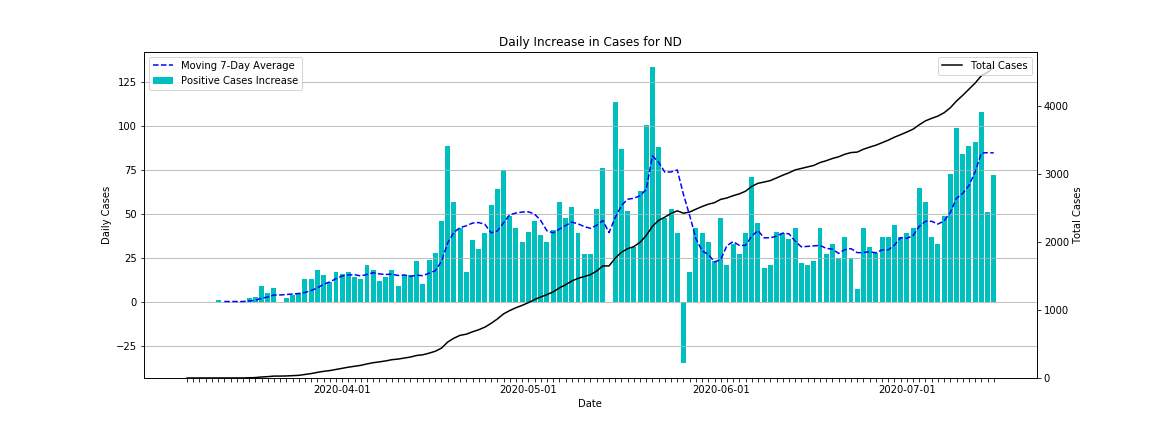 Daily Increase in Cases for ND
Moving 7-Day Average
Positive Cases Increase
Total Cases
125
100
75
50
25
0
−25
Daily Cases
4000
3000
2000
1000
0
Total Cases
2020-04-01
2020-05-01
2020-06-01
2020-07-01
Date